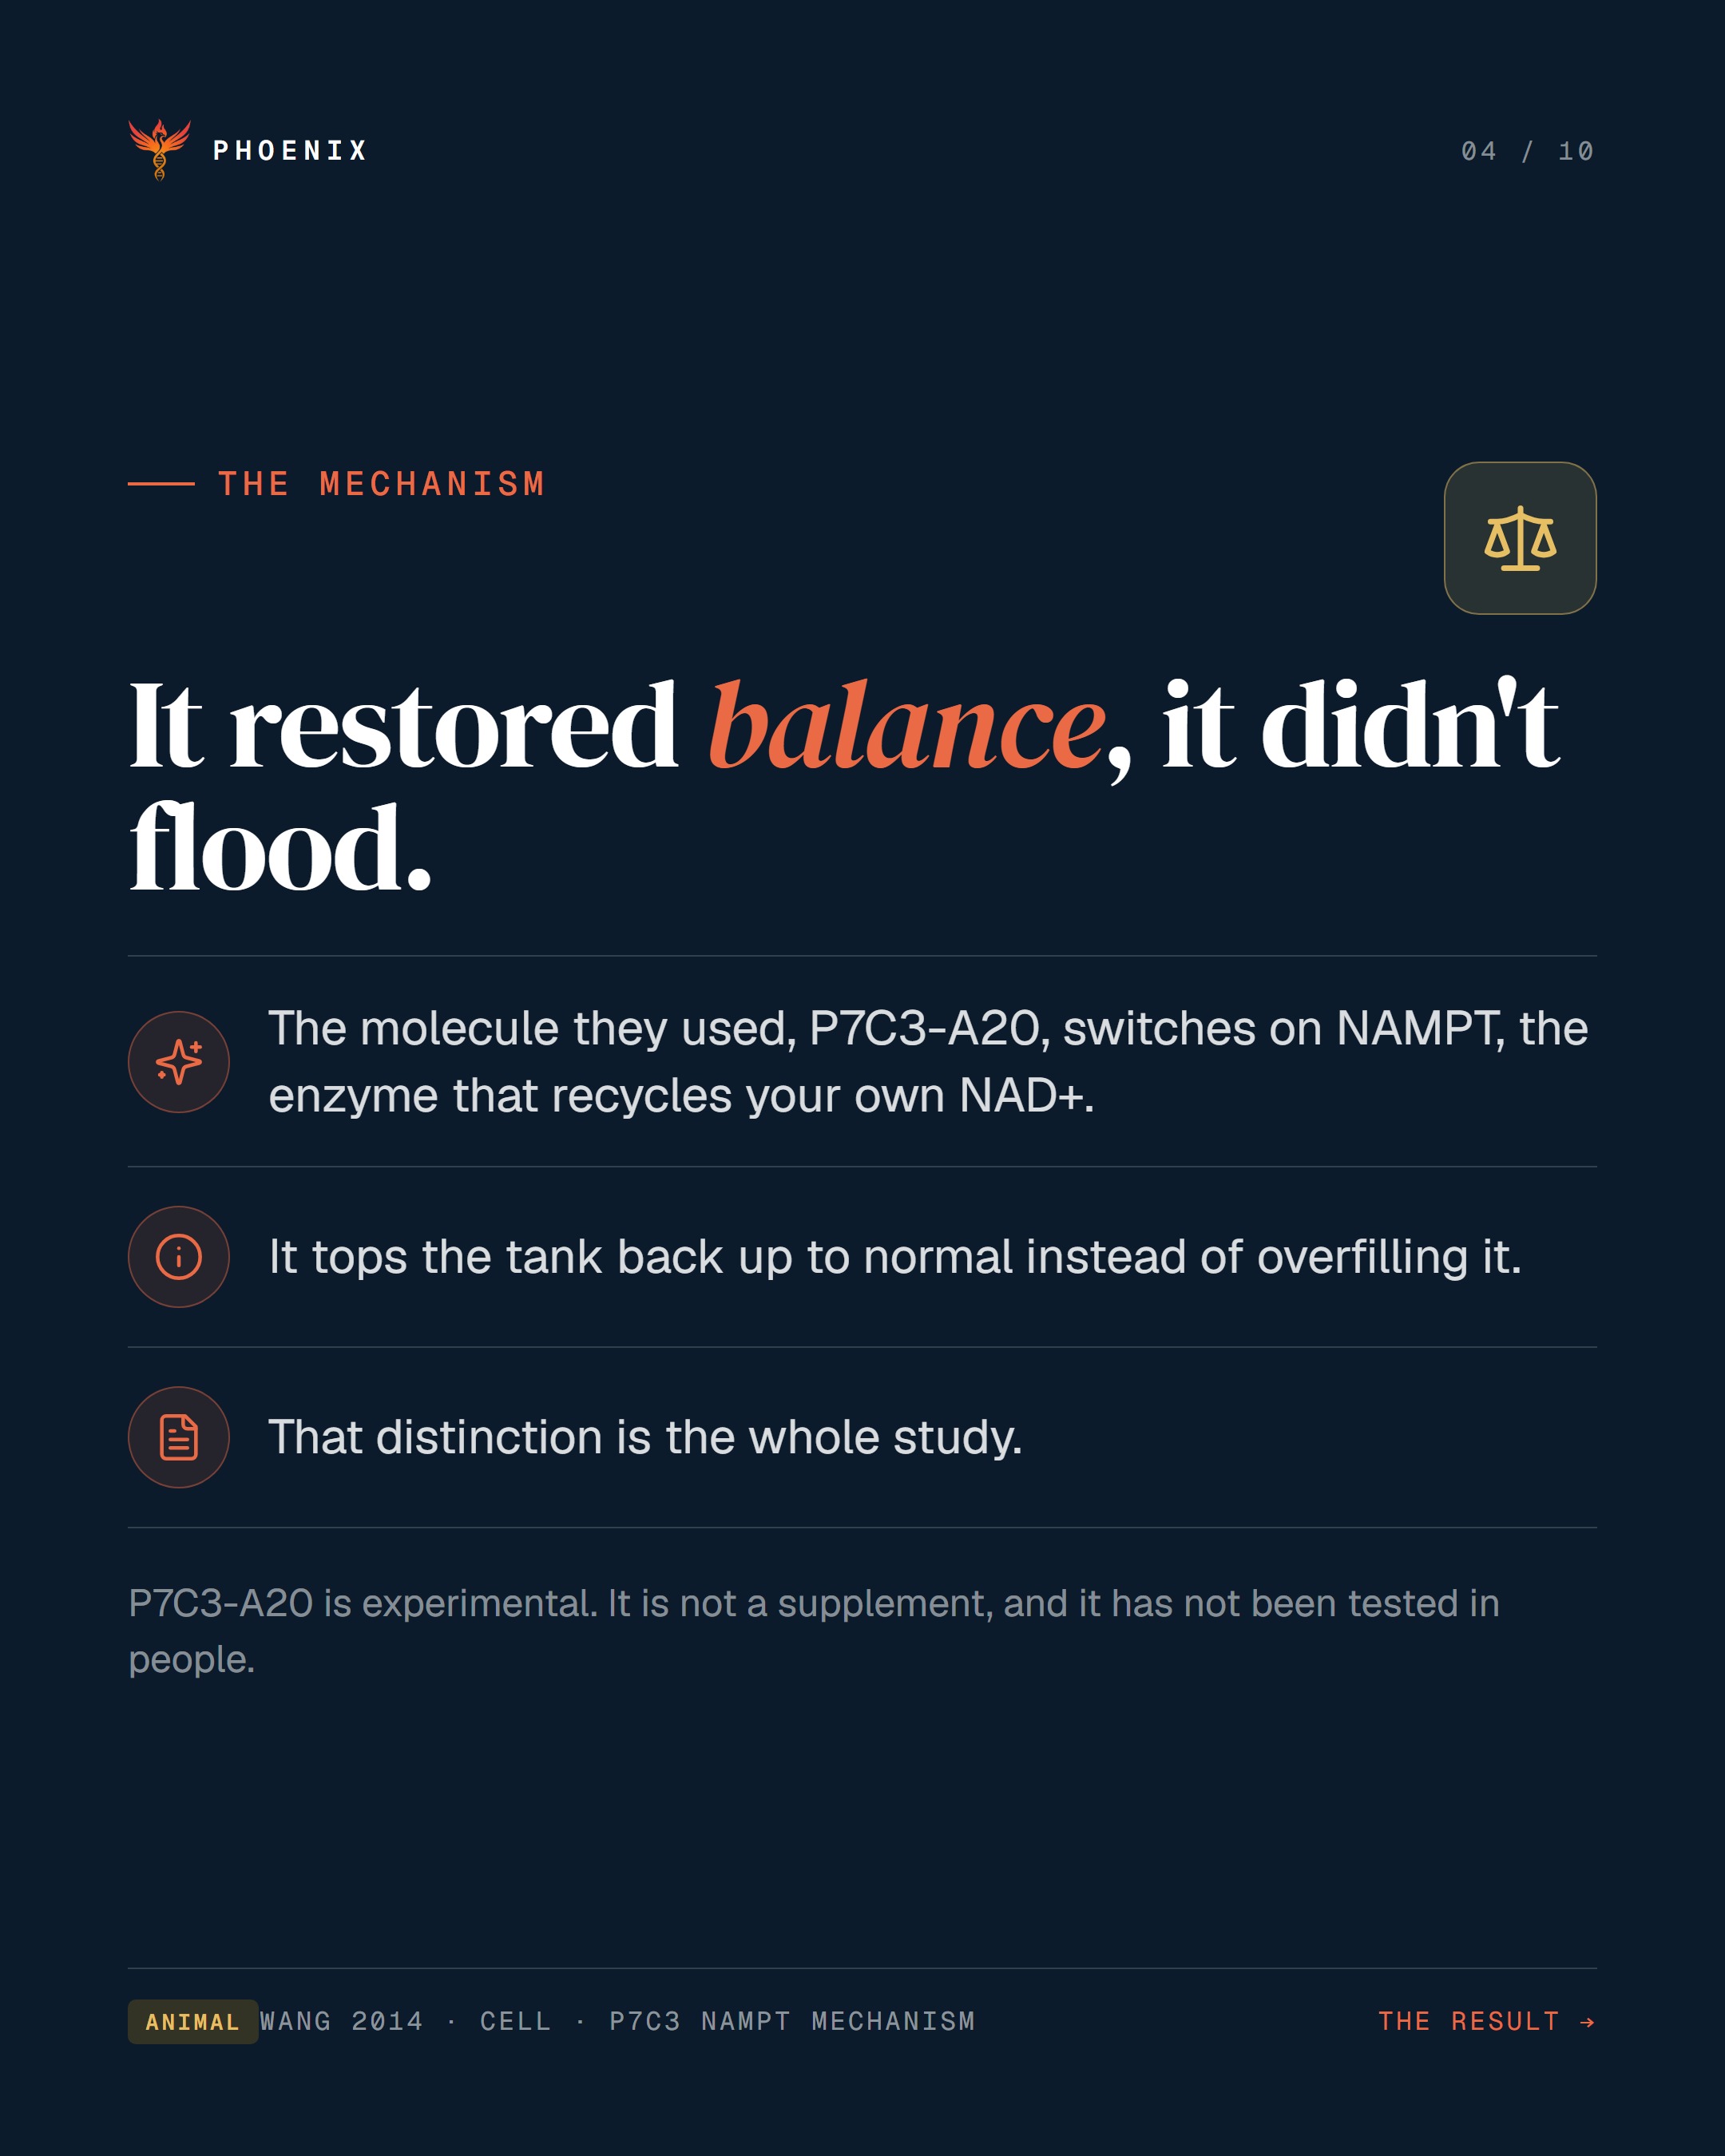 PHOENIX
04 / 10
THE MECHANISM
It restored balance, it didn't
flood.
The molecule they used, P7C3-A20, switches on NAMPT, the
enzyme that recycles your own NAD+.
It tops the tank back up to normal instead of overfilling it.
That distinction is the whole study.
P7C3-A20 is experimental. It is not a supplement, and it has not been tested in
people.
ANIMAL WANG 2014 · CELL · P7C3 NAMPT MECHANISM
THE RESULT →